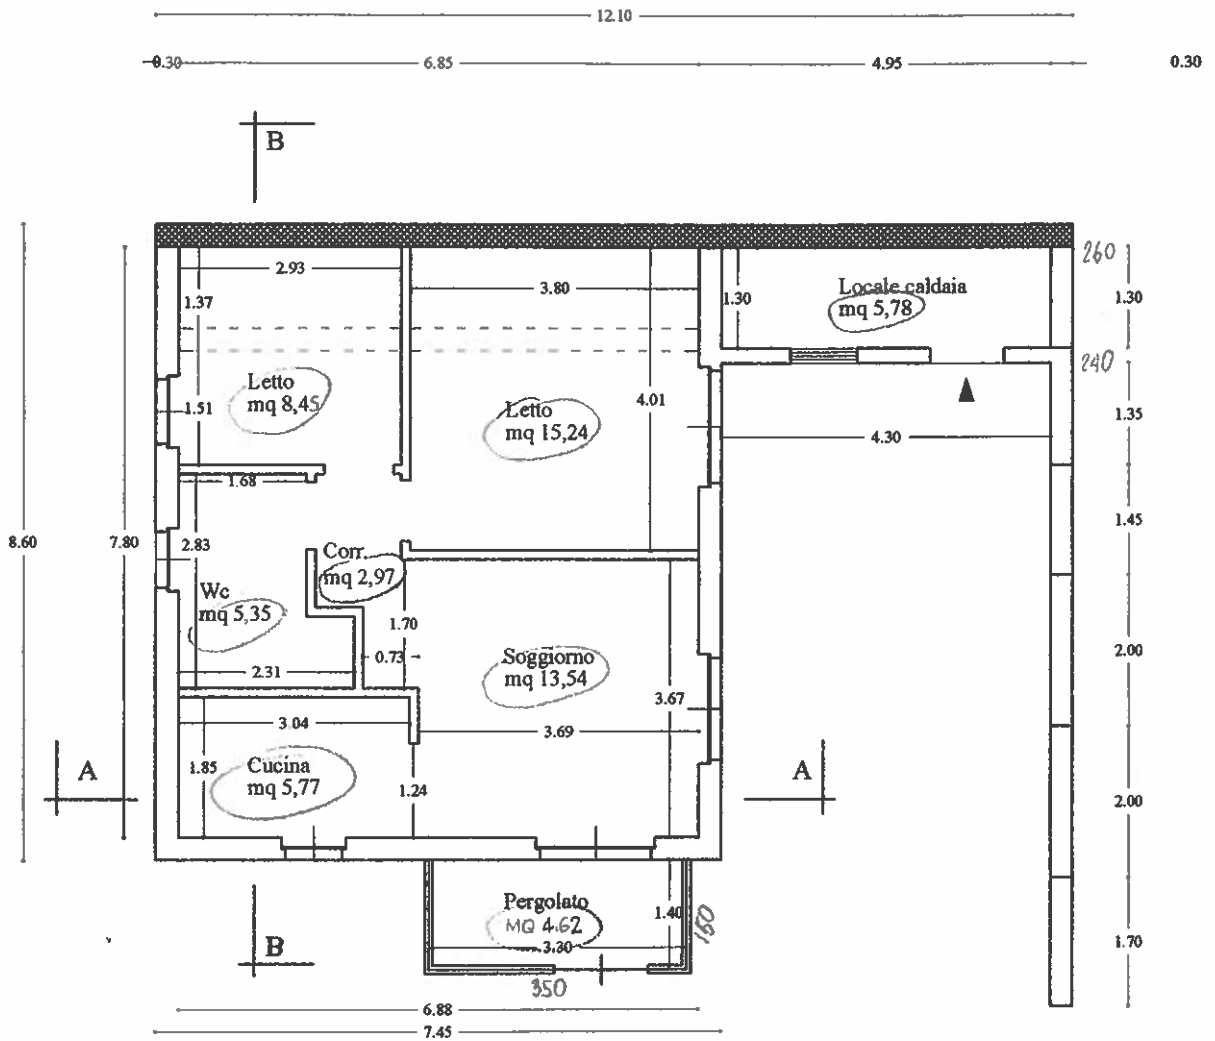 12.10
0.30
6.85
4.95
0.30
B
2.93
1.37
3.80
1.30
Locale caldaia
mq 5,78
260
1.30
240
Letto
mq 8,45
1.51
4.01
Letto
mq 15,24
1.35
4.30
1.68
1.45
8.60
7.80
2.83
Corr.
mq 2,97
Wc
mq 5,35
1.70
0.73
2.31
Soggiorno
mq 13,54
2.00
3.67
3.04
3.69
A
1.85
Cucina
mq 5,77
1.24
A
2.00
Pergolato
MQ 4.62
1.40
160
3.30
B
1.70
350
6.88
7.45